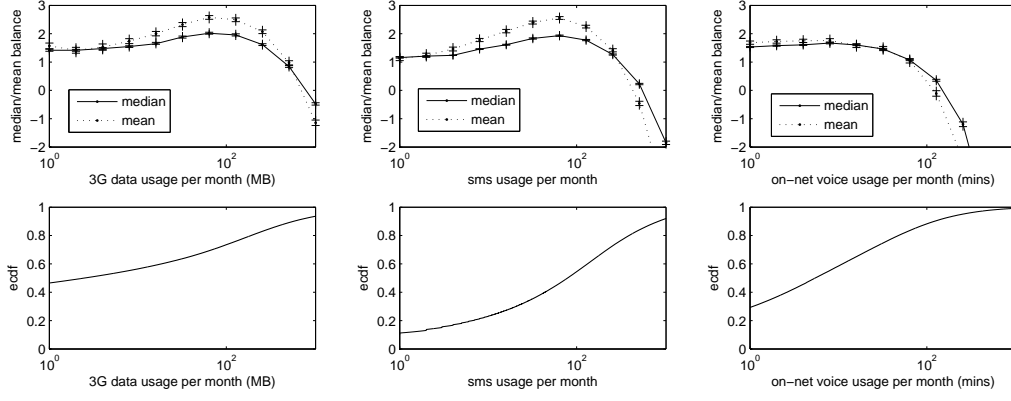 median/mean balance
3
2
1
0
−1
−2
median
mean
10^0
10^2
3G data usage per month (MB)
median/mean balance
3
2
1
0
−1
−2
median
mean
10^0
10^2
sms usage per month
median/mean balance
3
2
1
0
−1
−2
median
mean
10^0
10^2
on−net voice usage per month (mins)
ecdf
1
0.8
0.6
0.4
0.2
0
10^0
10^2
3G data usage per month (MB)
ecdf
1
0.8
0.6
0.4
0.2
0
10^0
10^2
sms usage per month
ecdf
1
0.8
0.6
0.4
0.2
0
10^0
10^2
on−net voice usage per month (mins)